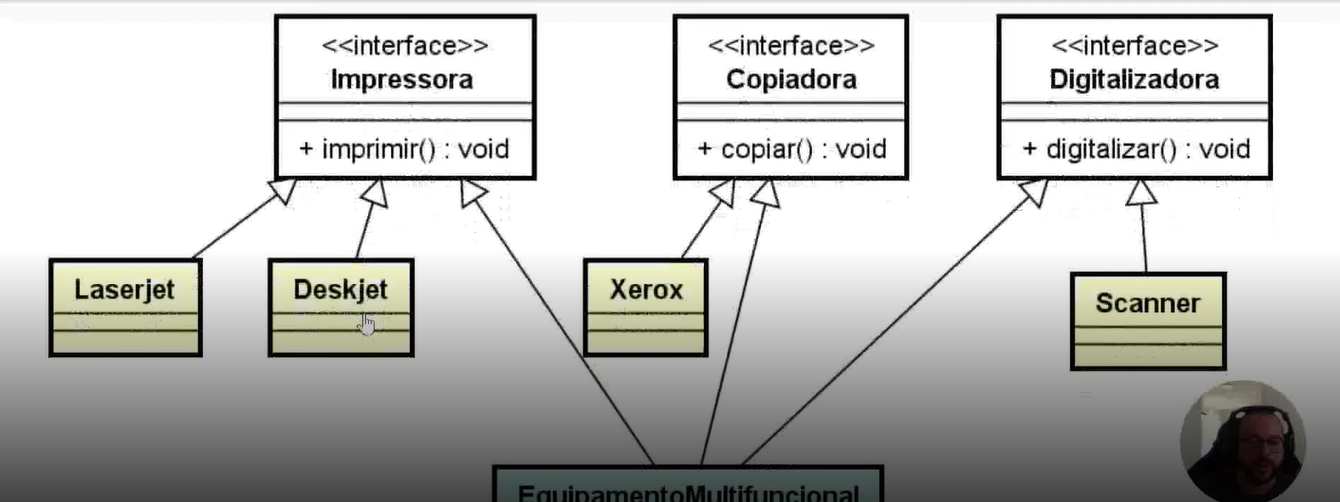 <<interface>>
Impressora
+ imprimir() : void
<<interface>>
Copiadora
+ copiar() : void
<<interface>>
Digitalizadora
+ digitalizar() : void
Laserjet
Deskjet
Xerox
Scanner
EquipamentoMultifuncional